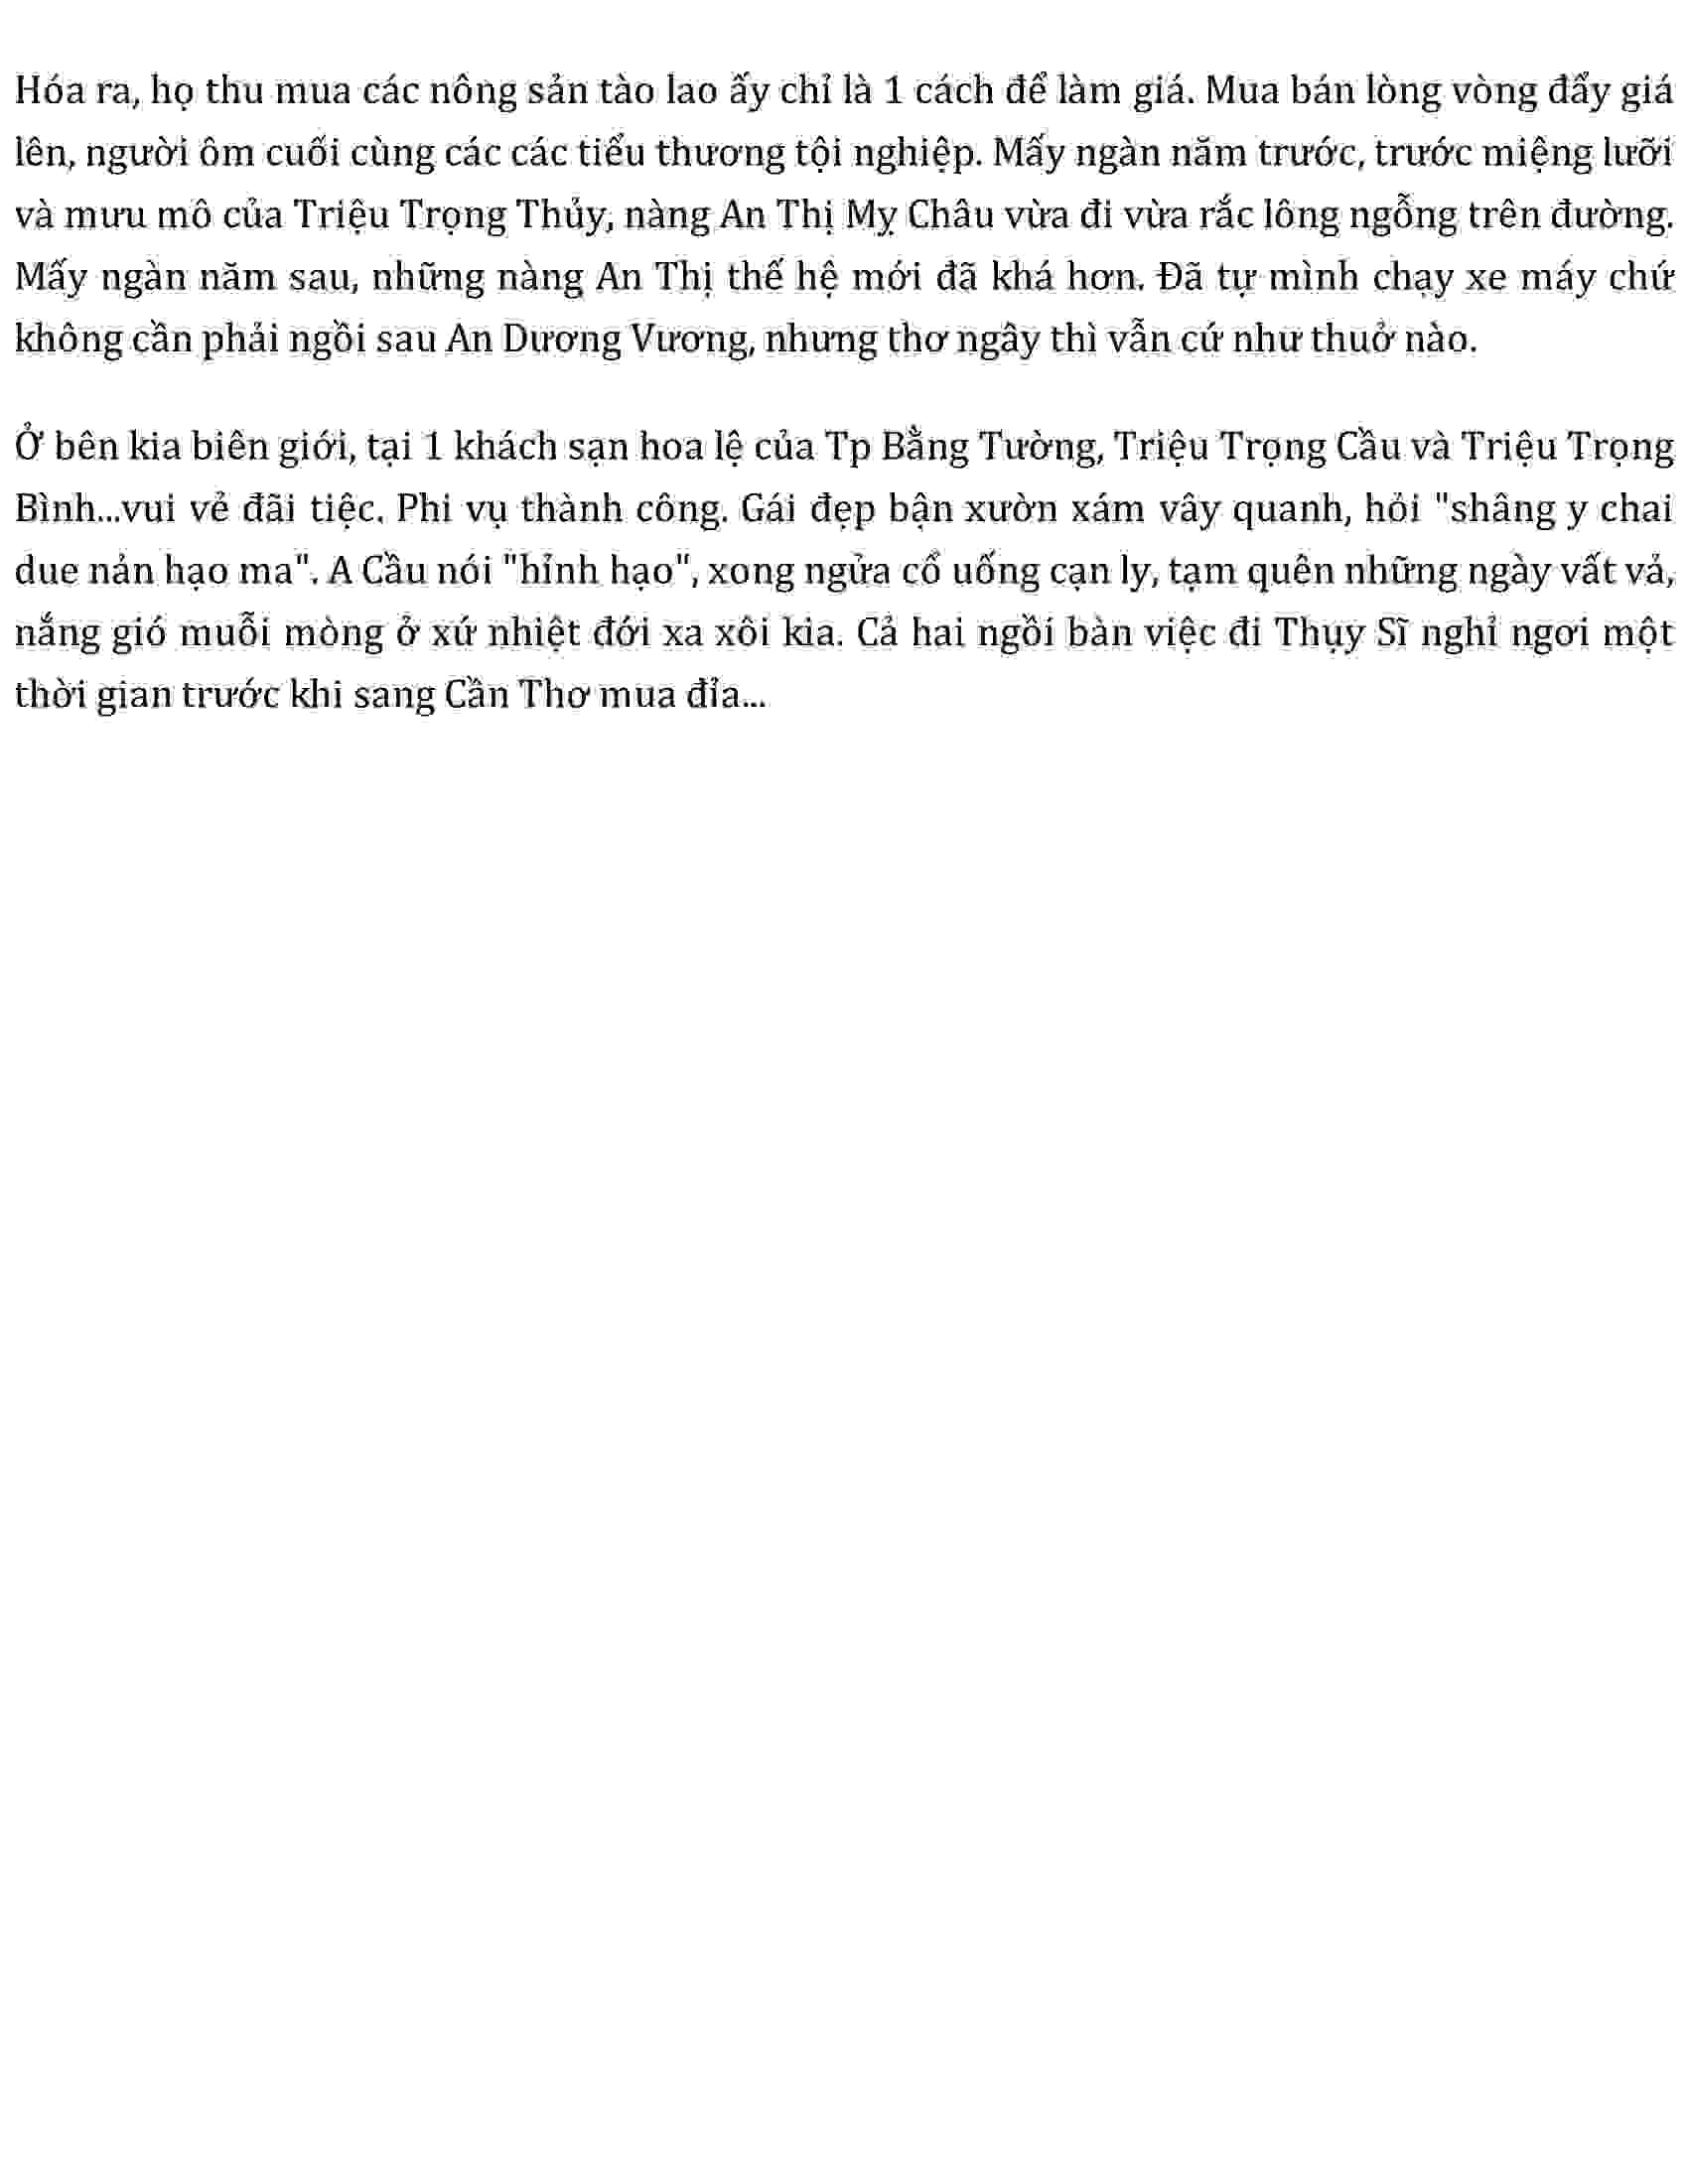 Hóa ra, họ thu mua các nông sản tào lao ấy chỉ là 1 cách để làm giá. Mua bán lòng vòng đẩy giá
lên, người ôm cuối cùng các các tiểu thương tội nghiệp. Mấy ngàn năm trước, trước miệng lưỡi
và mưu mô của Triệu Trọng Thủy, nàng An Thị Mỵ Châu vừa đi vừa rắc lông ngỗng trên đường.
Mấy ngàn năm sau, những nàng An Thị thế hệ mới đã khá hơn. Đã tự mình chạy xe máy chứ
không cần phải ngồi sau An Dương Vương, nhưng thơ ngây thì vẫn cứ như thuở nào.
Ở bên kia biên giới, tại 1 khách sạn hoa lệ của Tp Bằng Tường, Triệu Trọng Cầu và Triệu Trọng
Bình...vui vẻ đãi tiệc. Phi vụ thành công. Gái đẹp bận xườn xám vây quanh, hỏi "shâng y chai
due nản hạo ma". A Cầu nói "hỉnh hạo", xong ngửa cổ uống cạn ly, tạm quên những ngày vất vả,
nắng gió muỗi mòng ở xứ nhiệt đới xa xôi kia. Cả hai ngồi bàn việc đi Thụy Sĩ nghỉ ngơi một
thời gian trước khi sang Cần Thơ mua đỉa...